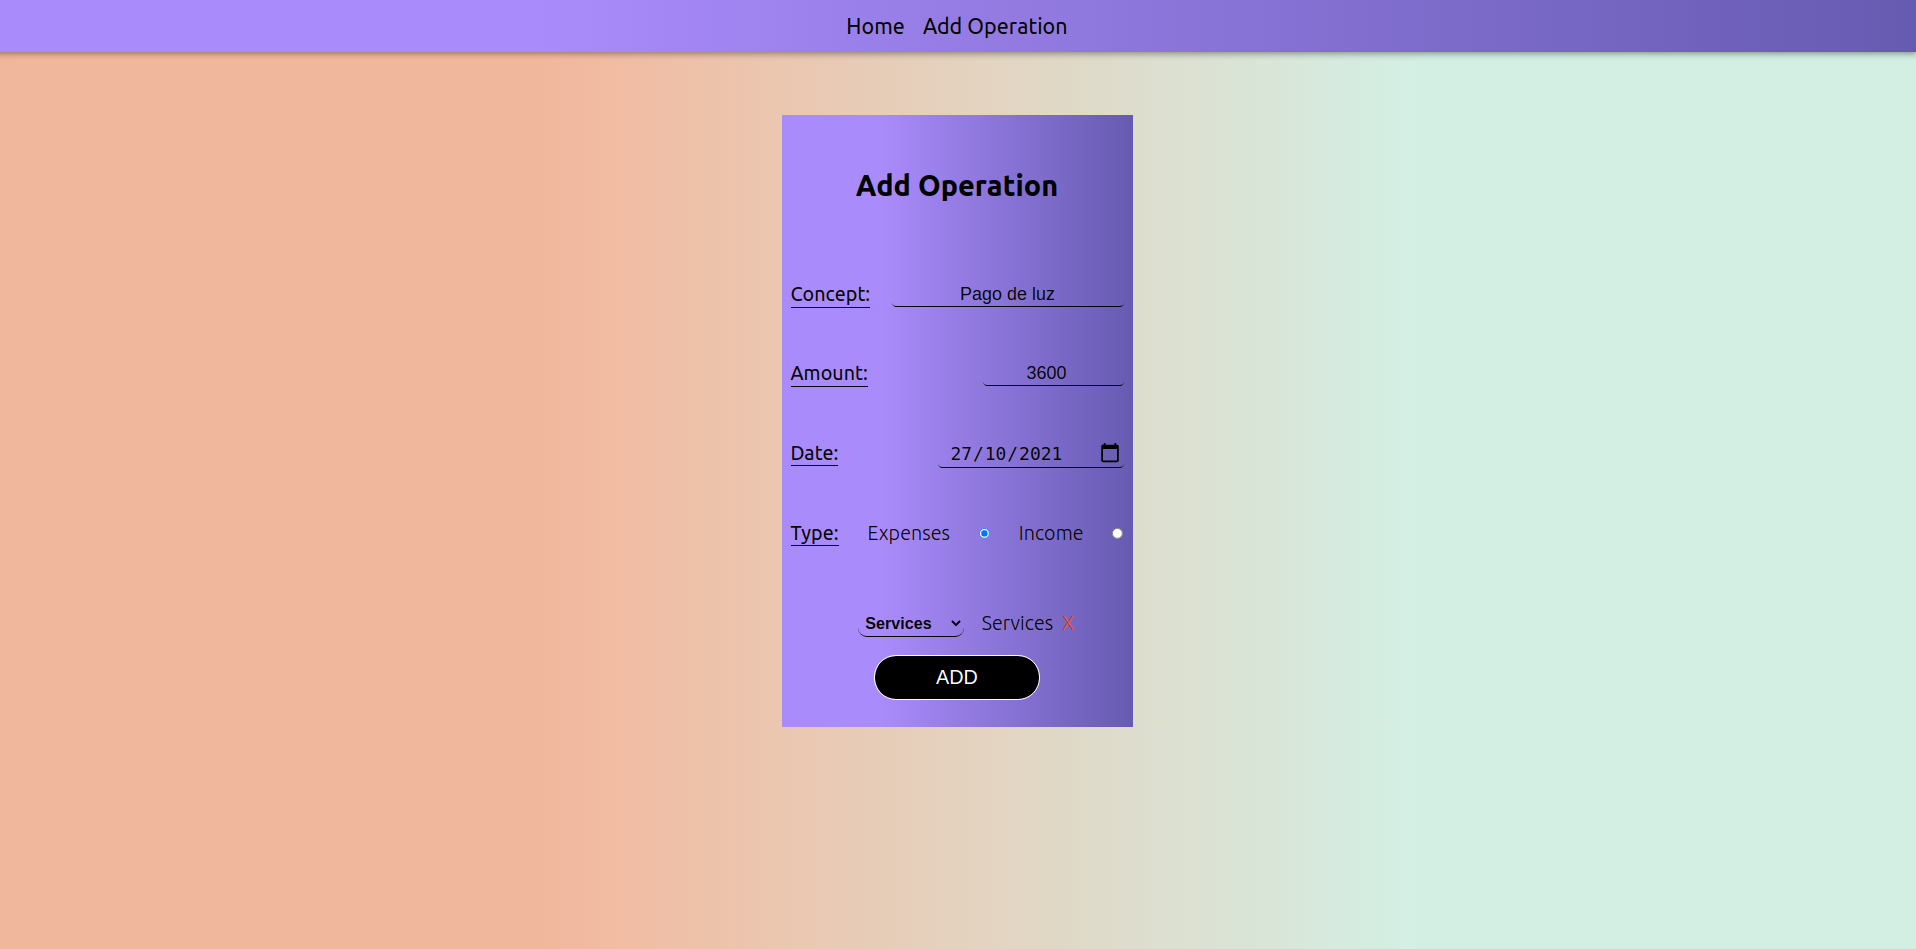 Home Add Operation
Add Operation
Concept: Pago de luz
Amount: 3600
Date: 27/10/2021
Type: Expenses Income
Services Services X
ADD